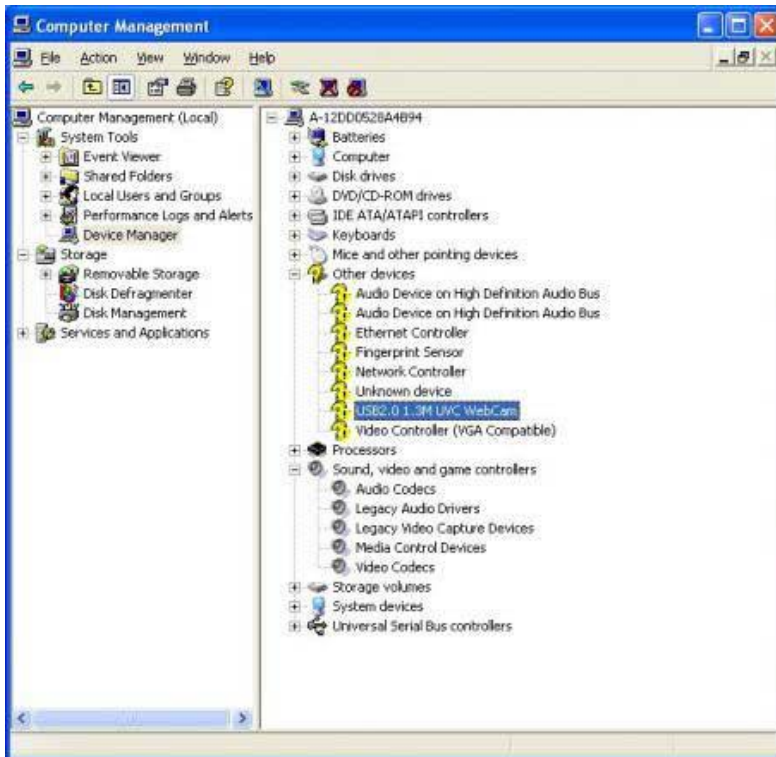 Computer Management
File Action View Window Help
Computer Management (Local)
System Tools
Event Viewer
Shared Folders
Local Users and Groups
Performance Logs and Alerts
Device Manager
Storage
Removable Storage
Disk Defragmenter
Disk Management
Services and Applications
A-12DD0528A4B94
Batteries
Computer
Disk drives
DVD/CD-ROM drives
IDE ATA/ATAPI controllers
Keyboards
Mice and other pointing devices
Other devices
Audio Device on High Definition Audio Bus
Audio Device on High Definition Audio Bus
Ethernet Controller
Fingerprint Sensor
Network Controller
Unknown device
USB2.0 1.3M UVC WebCam
Video Controller (VGA Compatible)
Processors
Sound, video and game controllers
Audio Codecs
Legacy Audio Drivers
Legacy Video Capture Devices
Media Control Devices
Video Codecs
Storage volumes
System devices
Universal Serial Bus controllers